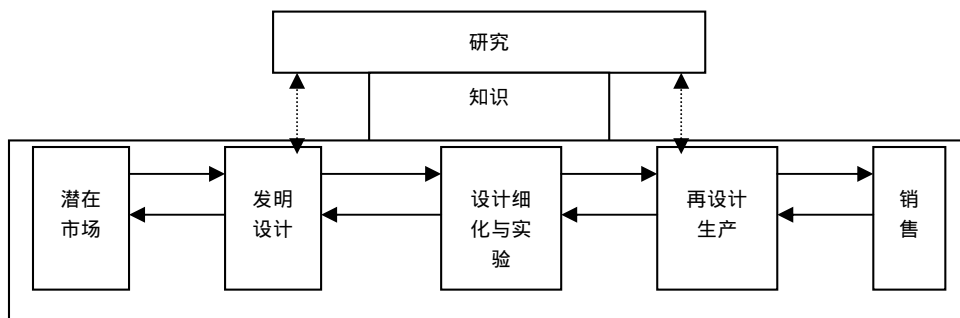 研究
知识
潜在
市场
发明
设计
设计细
化与实
验
再设计
生产
销
售